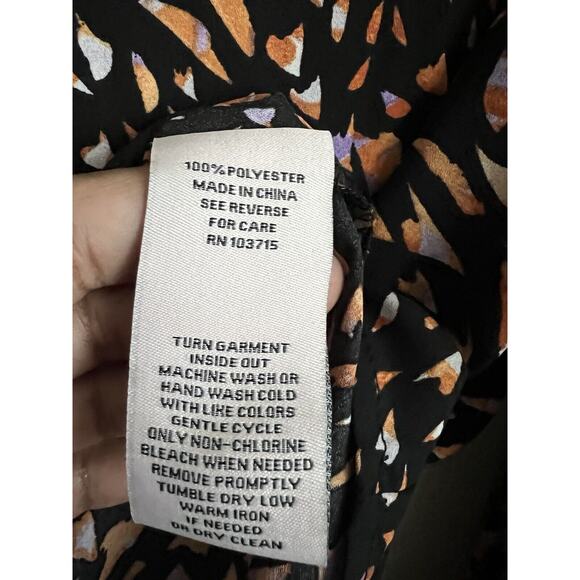 100% POLYESTER
MADE IN CHINA
SEE REVERSE
FOR CARE
RN 103715
TURN GARMENT
INSIDE OUT
MACHINE WASH OR
HAND WASH COLD
WITH LIKE COLORS
GENTLE CYCLE
ONLY NON-CHLORINE
BLEACH WHEN NEEDED
REMOVE PROMPTLY
TUMBLE DRY LOW
WARM IRON
IF NEEDED
OR DRY CLEAN